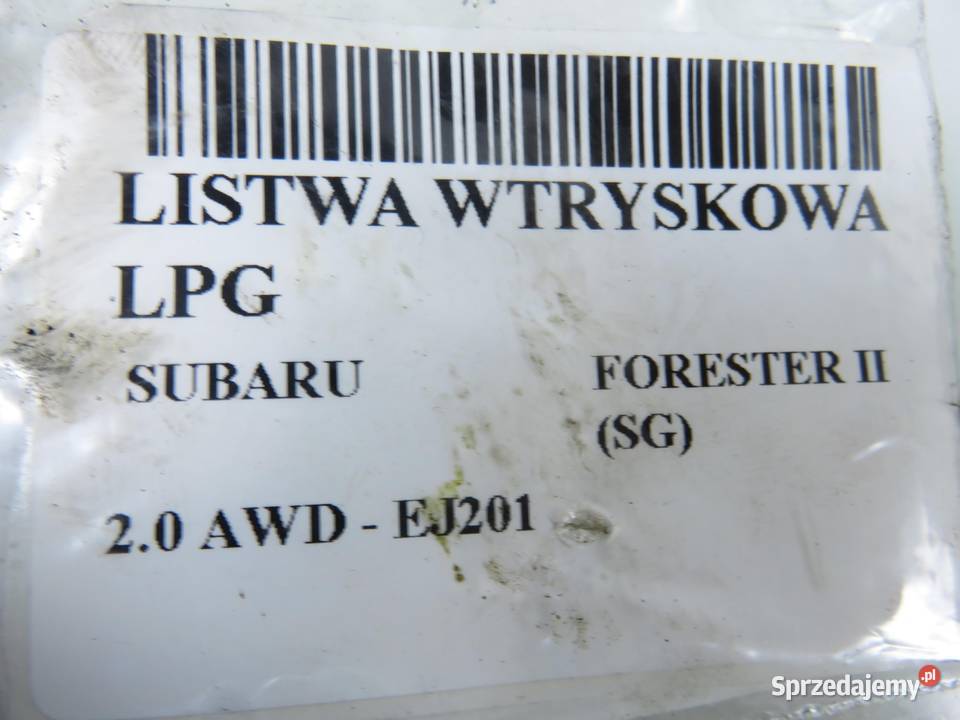 LISTWA WTRYSKOWA
LPG
SUBARU FORESTER II
(SG)
2.0 AWD - EJ201
Sprzedajemy.pl